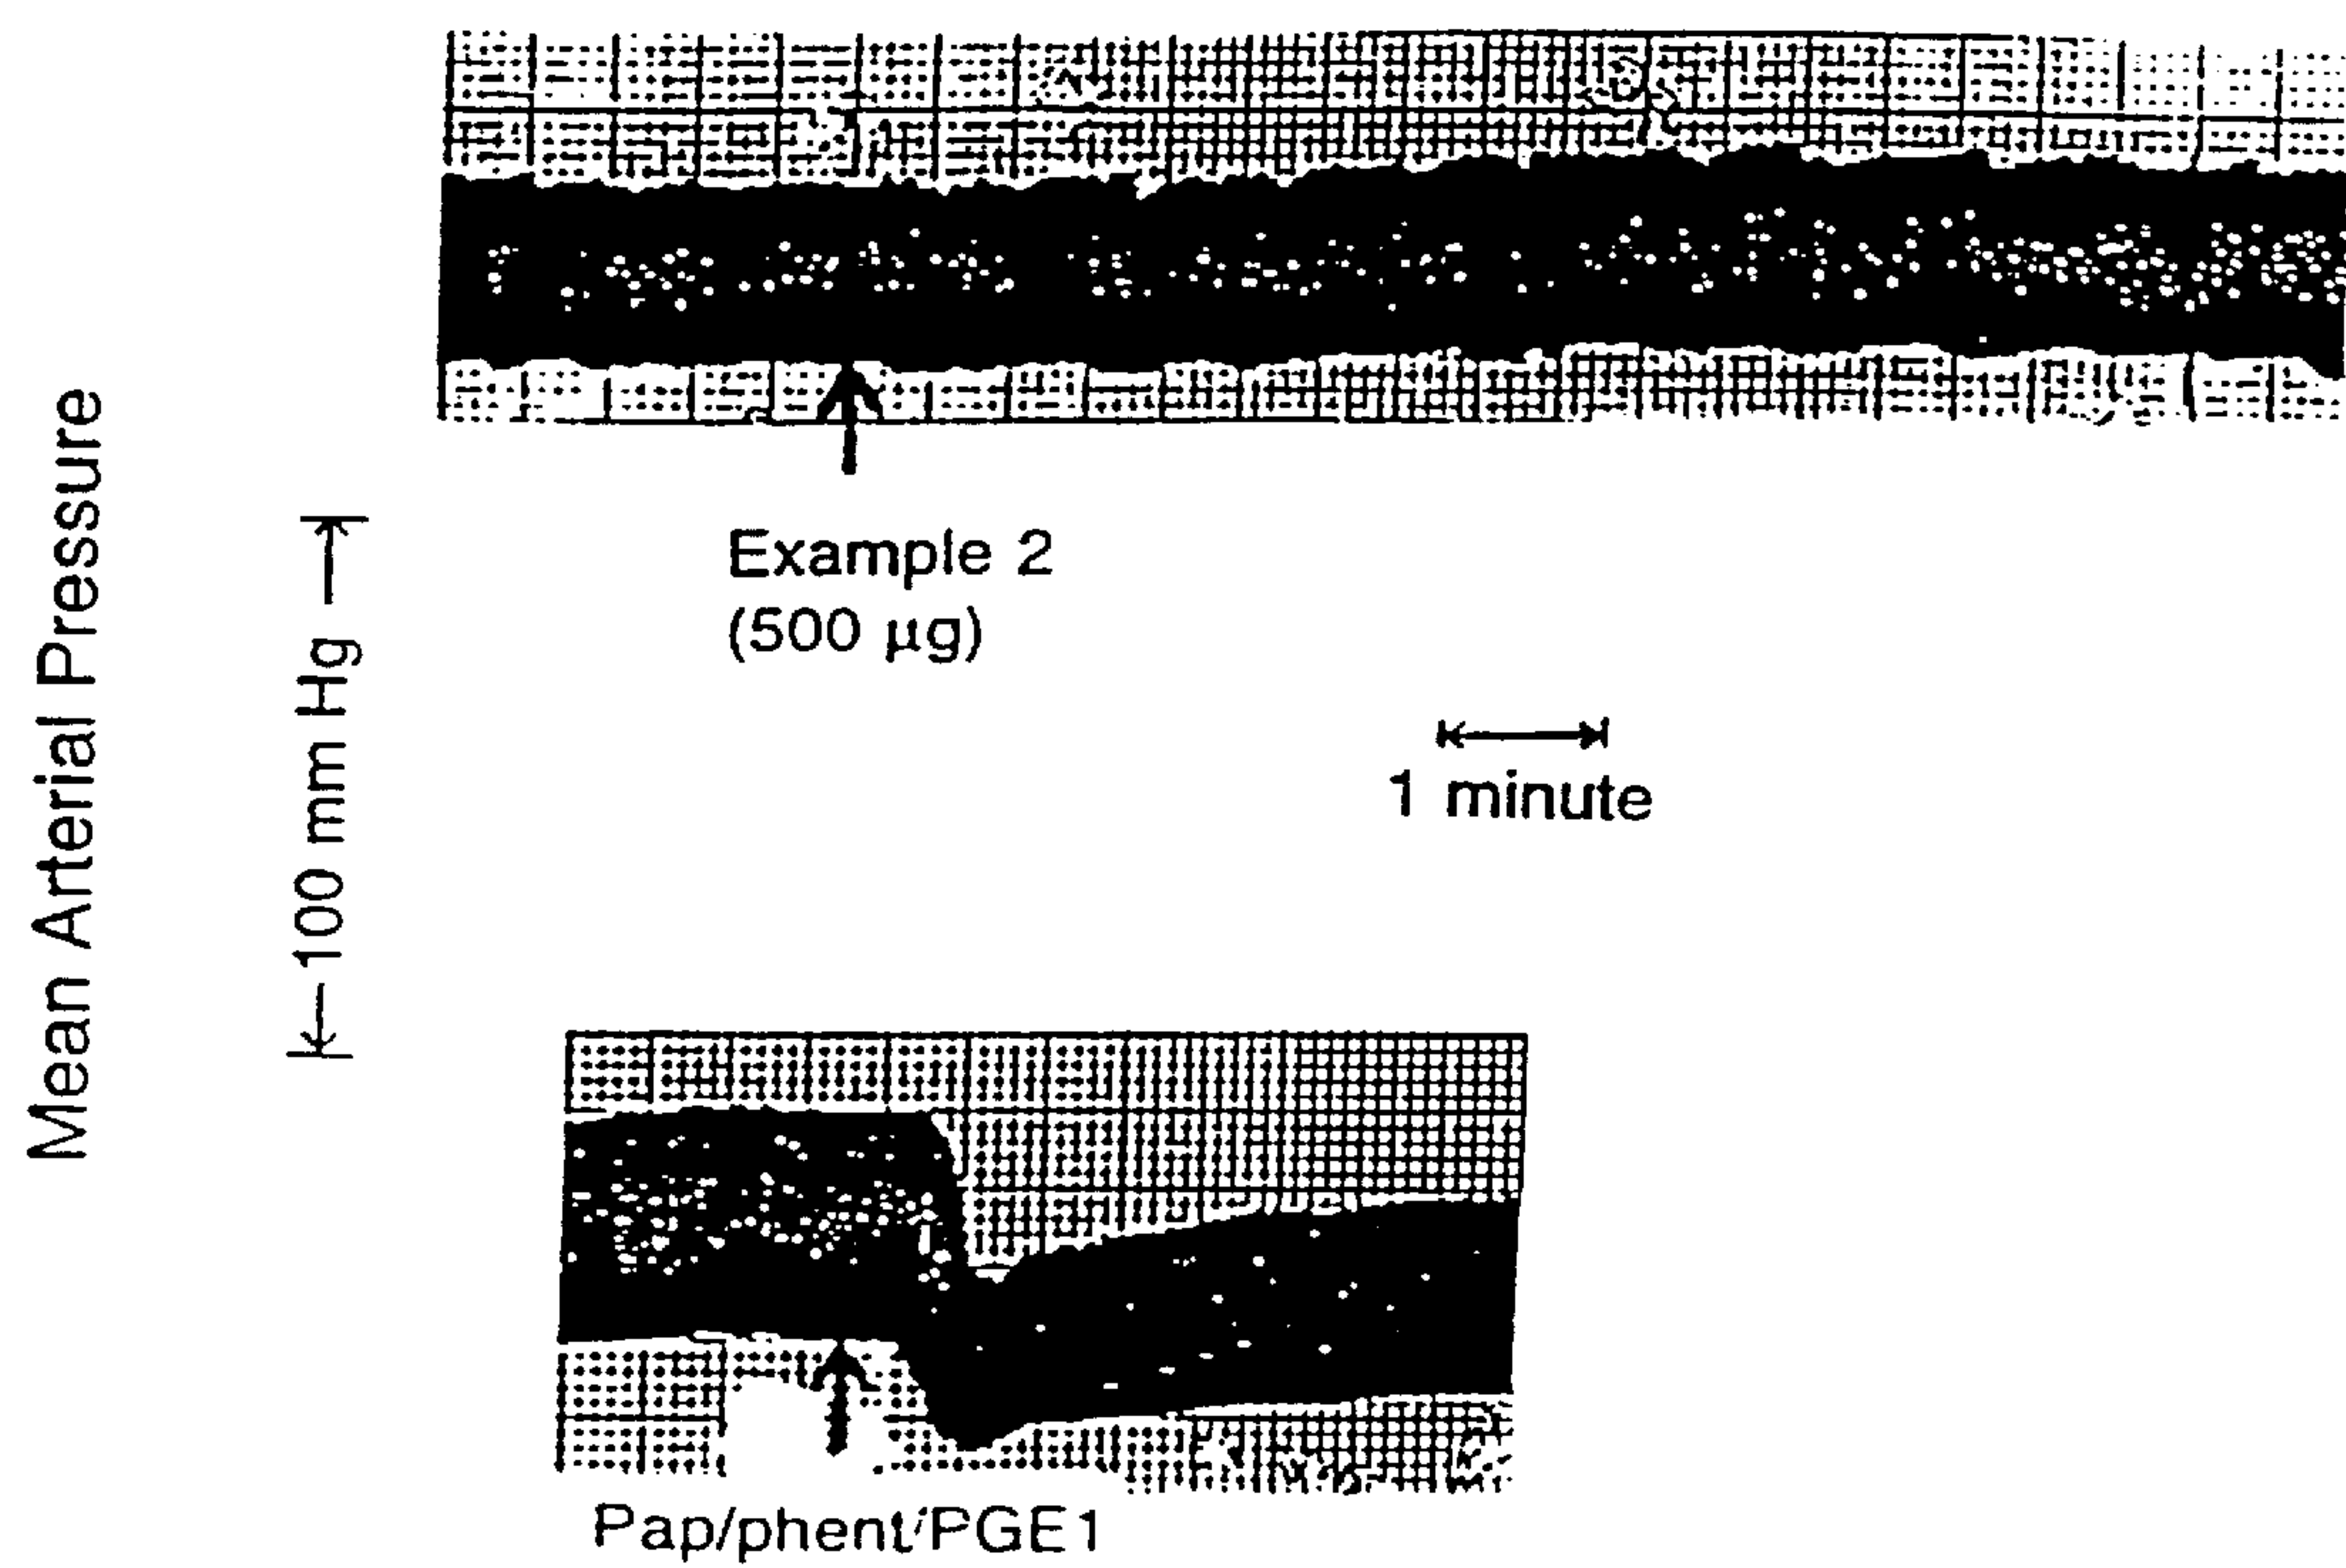 Mean Arterial Pressure
100 mm Hg
Example 2
(500 µg)
1 minute
Pap/phent/PGE1